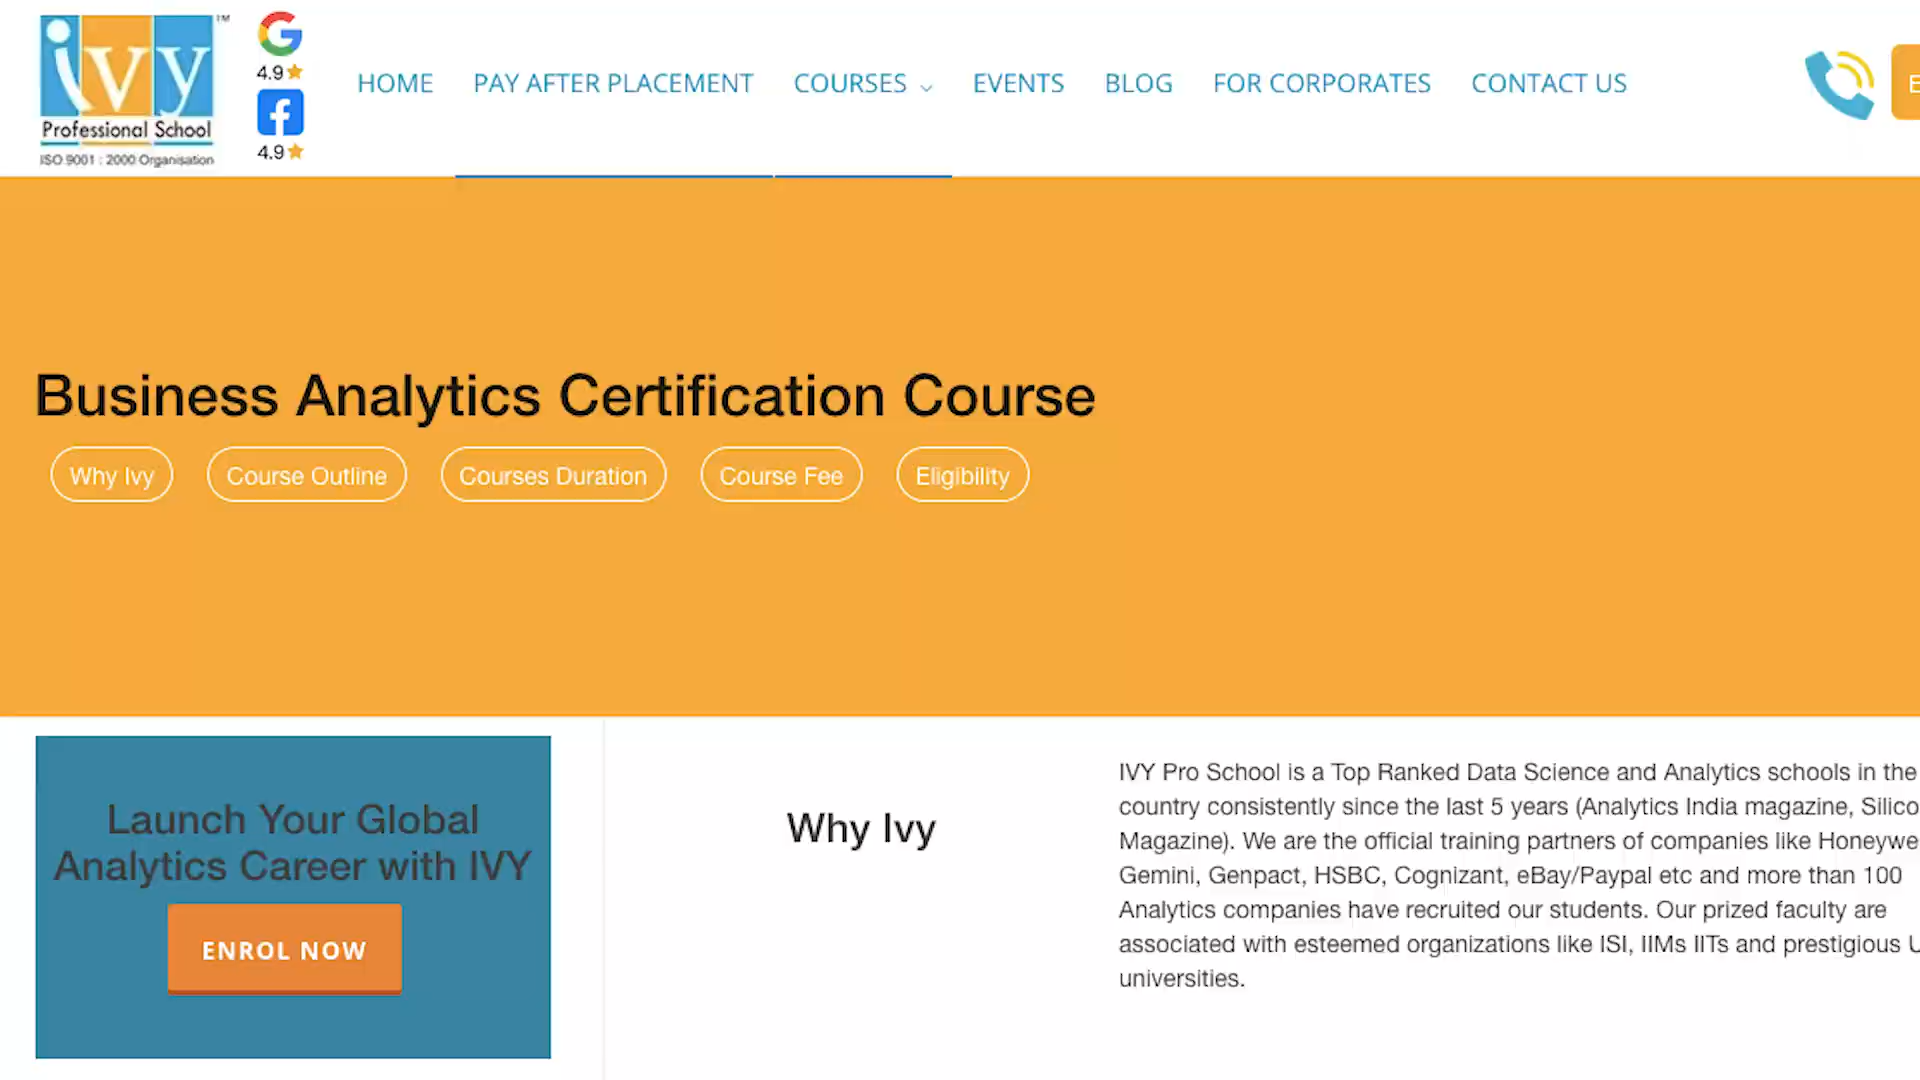 ivy
TM
Professional School
ISO 9001 : 2000 Organisation
4.9
4.9
HOME
PAY AFTER PLACEMENT
COURSES
EVENTS
BLOG
FOR CORPORATES
CONTACT US
E
Business Analytics Certification Course
Why Ivy
Course Outline
Courses Duration
Course Fee
Eligibility
Launch Your Global
Analytics Career with IVY
ENROL NOW
Why Ivy
IVY Pro School is a Top Ranked Data Science and Analytics schools in the
country consistently since the last 5 years (Analytics India magazine, Silico
Magazine). We are the official training partners of companies like Honeywe
Gemini, Genpact, HSBC, Cognizant, eBay/Paypal etc and more than 100
Analytics companies have recruited our students. Our prized faculty are
associated with esteemed organizations like ISI, IIMs IITs and prestigious U
universities.